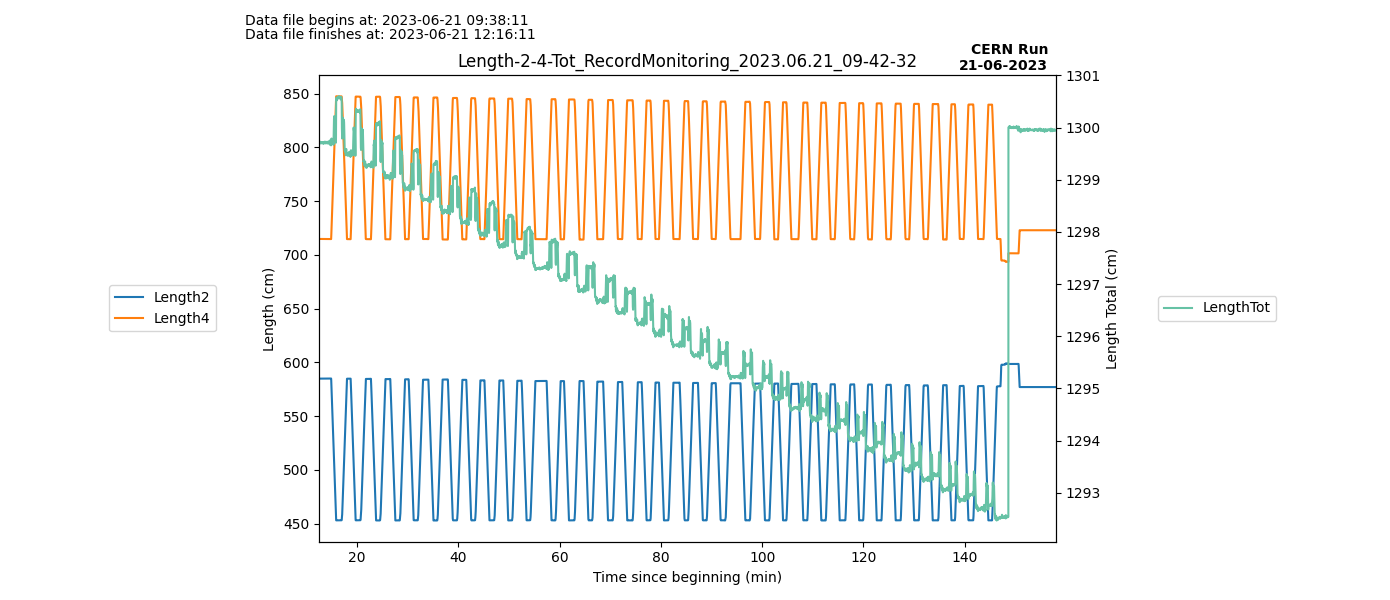 Data file begins at: 2023-06-21 09:38:11
Data file finishes at: 2023-06-21 12:16:11
CERN Run
21-06-2023
Length-2-4-Tot_RecordMonitoring_2023.06.21_09-42-32
850
800
750
700
650
600
550
500
450
Length (cm)
1301
1300
1299
1298
1297
1296
1295
1294
1293
Length Total (cm)
20 40 60 80 100 120 140
Time since beginning (min)
Length2
Length4
LengthTot